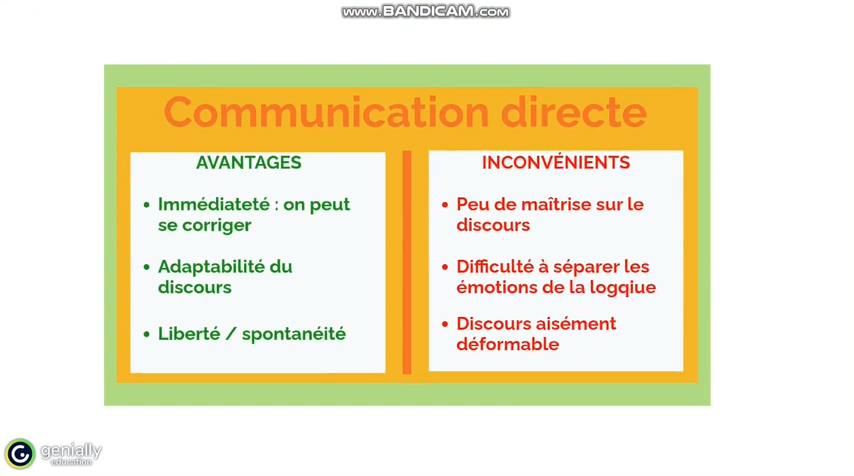 www.BANDICAM.com
Communication directe
AVANTAGES
• Immédiateté : on peut
se corriger
• Adaptabilité du
discours
• Liberté / spontanéité
INCONVÉNIENTS
• Peu de maîtrise sur le
discours
• Difficulté à séparer les
émotions de la logqiue
• Discours aisément
déformable
genially
education